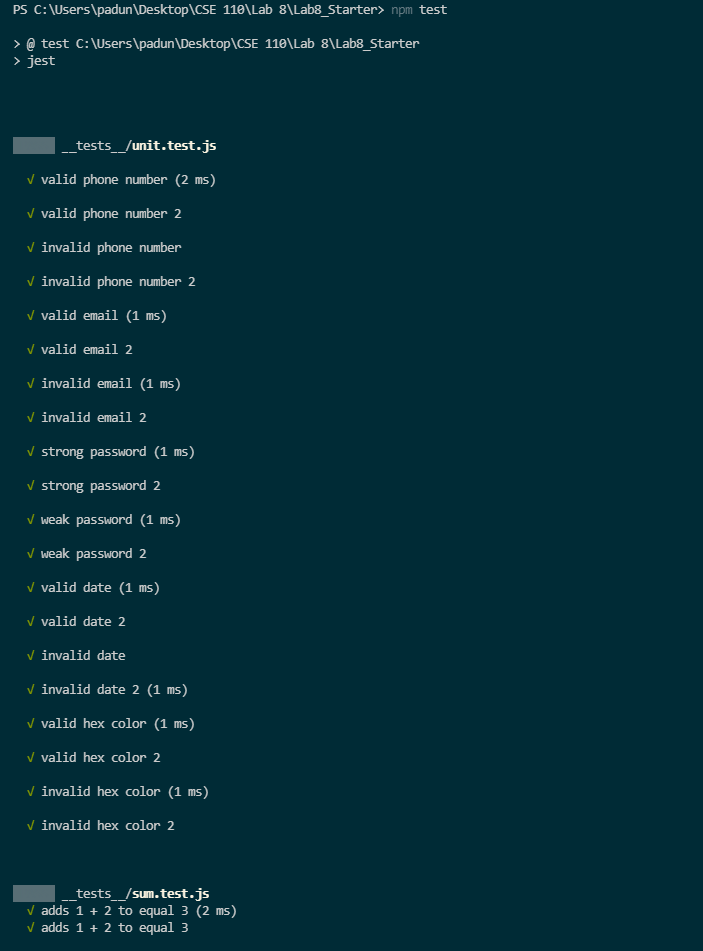 PS C:\Users\padun\Desktop\CSE 110\Lab 8\Lab8_Starter> npm test
> @ test C:\Users\padun\Desktop\CSE 110\Lab 8\Lab8_Starter
> jest
__tests__/unit.test.js
√ valid phone number (2 ms)
√ valid phone number 2
√ invalid phone number
√ invalid phone number 2
√ valid email (1 ms)
√ valid email 2
√ invalid email (1 ms)
√ invalid email 2
√ strong password (1 ms)
√ strong password 2
√ weak password (1 ms)
√ weak password 2
√ valid date (1 ms)
√ valid date 2
√ invalid date
√ invalid date 2 (1 ms)
√ valid hex color (1 ms)
√ valid hex color 2
√ invalid hex color (1 ms)
√ invalid hex color 2
__tests__/sum.test.js
√ adds 1 + 2 to equal 3 (2 ms)
√ adds 1 + 2 to equal 3